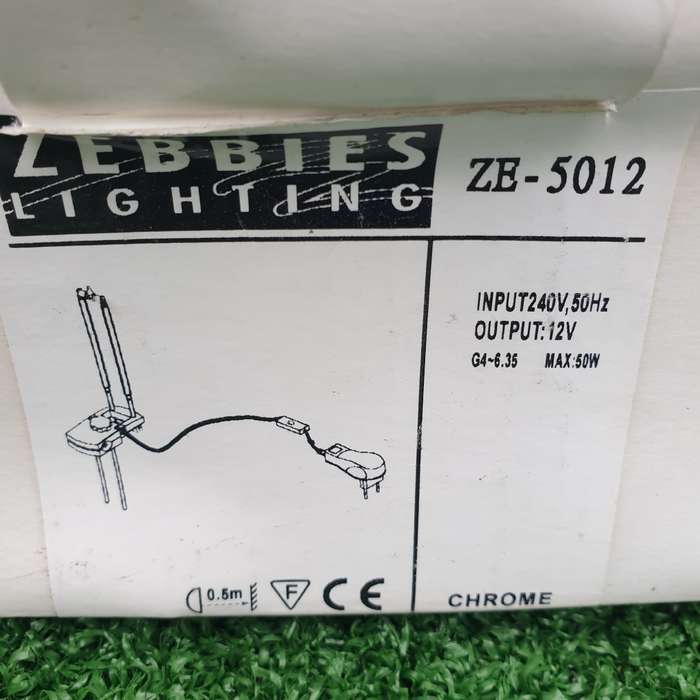 ZEBBIES
LIGHTING
ZE-5012
INPUT240V,50Hz
OUTPUT:12V
G4~6.35 MAX:50W
0.5m
F
CE
CHROME